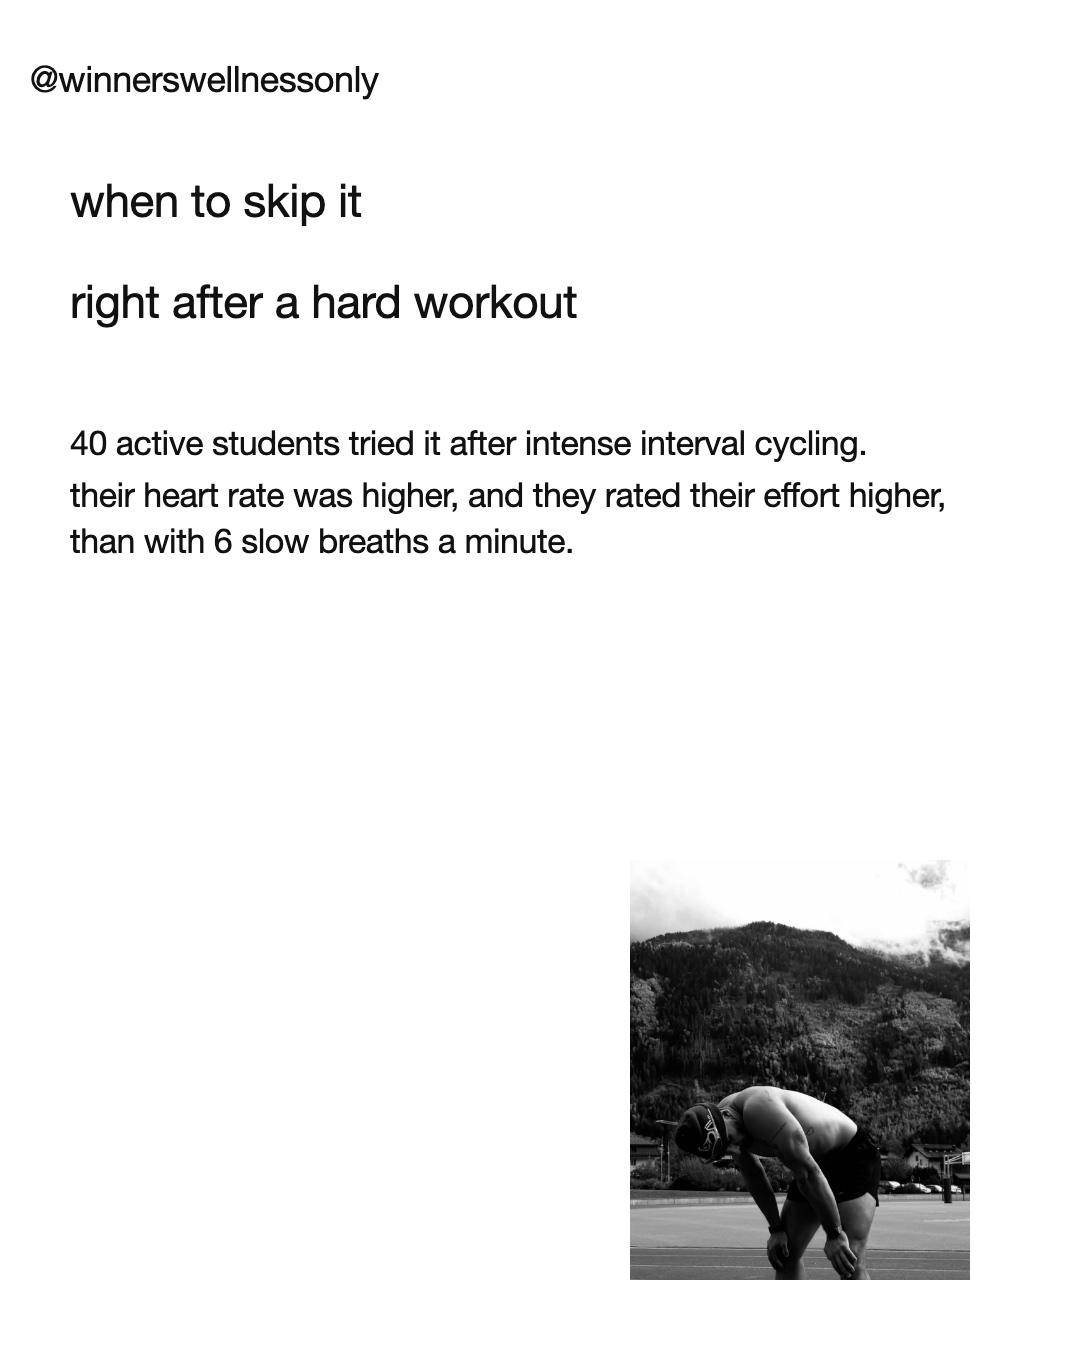 @winnerswellnessonly
when to skip it
right after a hard workout
40 active students tried it after intense interval cycling.
their heart rate was higher, and they rated their effort higher,
than with 6 slow breaths a minute.